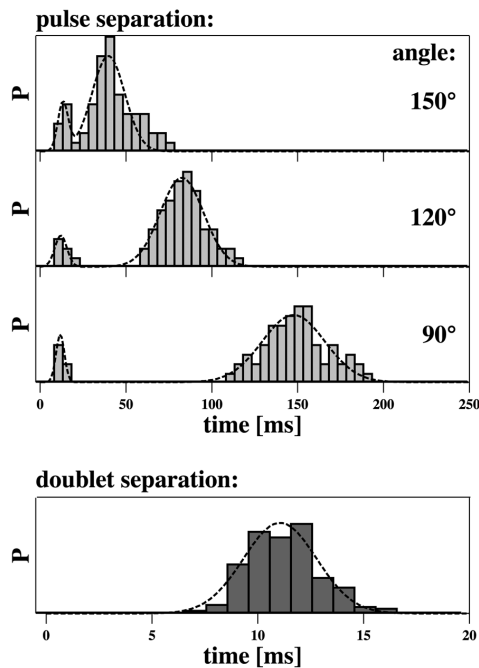 pulse separation:
angle:
P
150°
P
120°
P
90°
0 50 100 150 200 250
time [ms]
doublet separation:
P
0 5 10 15 20
time [ms]